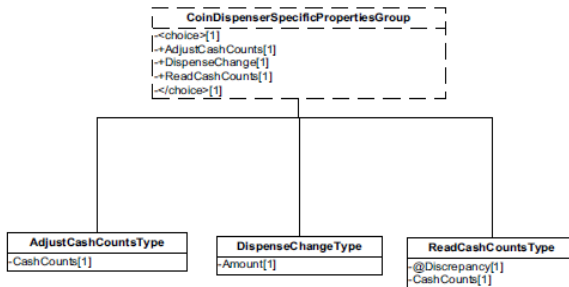 CoinDispenserSpecificPropertiesGroup
-<choice>[1]
-+AdjustCashCounts[1]
-+DispenseChange[1]
-+ReadCashCounts[1]
-</choice>[1]
AdjustCashCountsType
-CashCounts[1]
DispenseChangeType
-Amount[1]
ReadCashCountsType
-@Discrepancy[1]
-CashCounts[1]